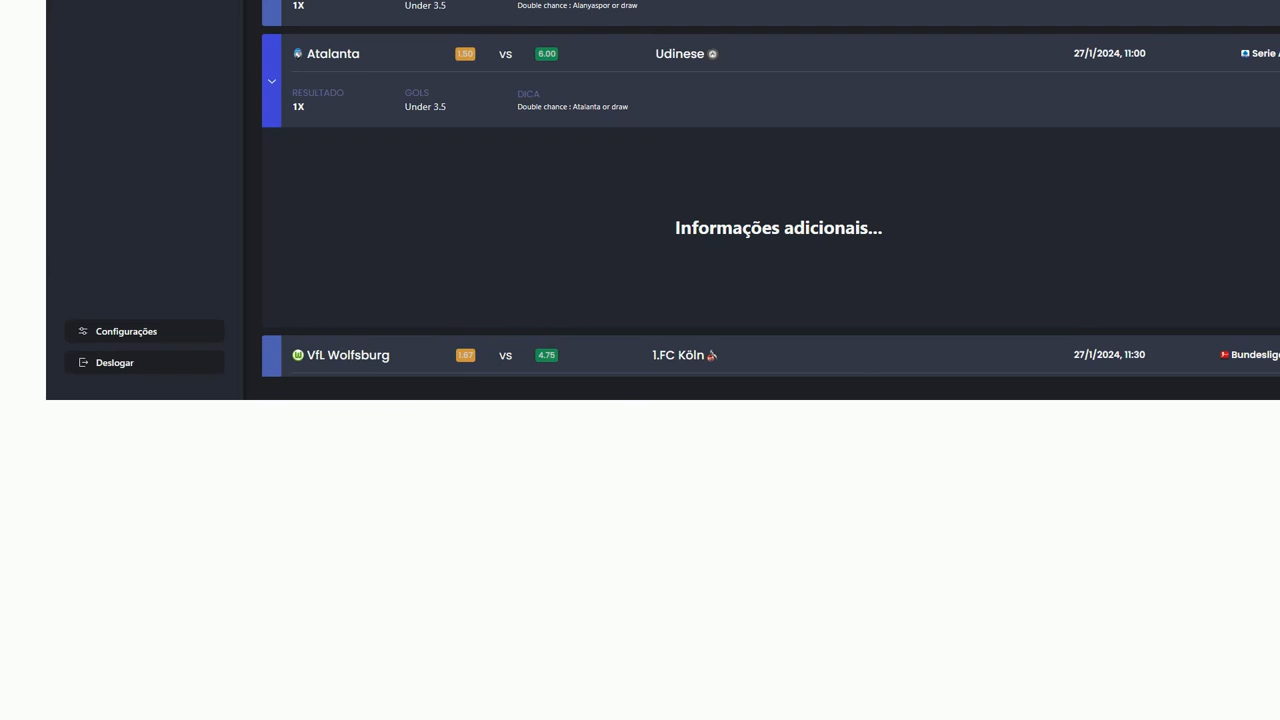 1X Under 3.5 Double chance : Alanyaspor or draw
Atalanta 1.50 vs 6.00 Udinese 27/1/2024, 11:00 Serie A
RESULTADO GOLS DICA
1X Under 3.5 Double chance : Atalanta or draw
Informações adicionais...
Configurações
VfL Wolfsburg 1.67 vs 4.75 1.FC Köln 27/1/2024, 11:30
Deslogar